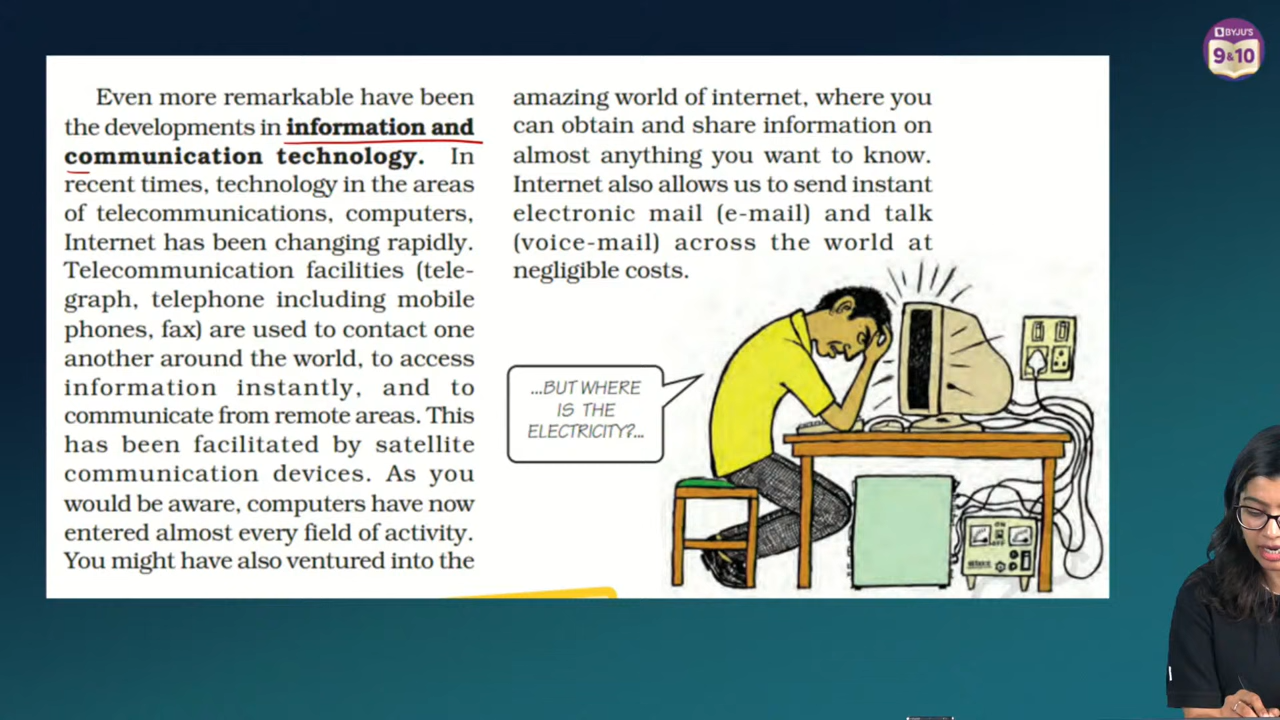 BYJU'S
9&10
Even more remarkable have been
the developments in information and
communication technology. In
recent times, technology in the areas
of telecommunications, computers,
Internet has been changing rapidly.
Telecommunication facilities (tele-
graph, telephone including mobile
phones, fax) are used to contact one
another around the world, to access
information instantly, and to
communicate from remote areas. This
has been facilitated by satellite
communication devices. As you
would be aware, computers have now
entered almost every field of activity.
You might have also ventured into the
amazing world of internet, where you
can obtain and share information on
almost anything you want to know.
Internet also allows us to send instant
electronic mail (e-mail) and talk
(voice-mail) across the world at
negligible costs.
...BUT WHERE
IS THE
ELECTRICITY?...
ON